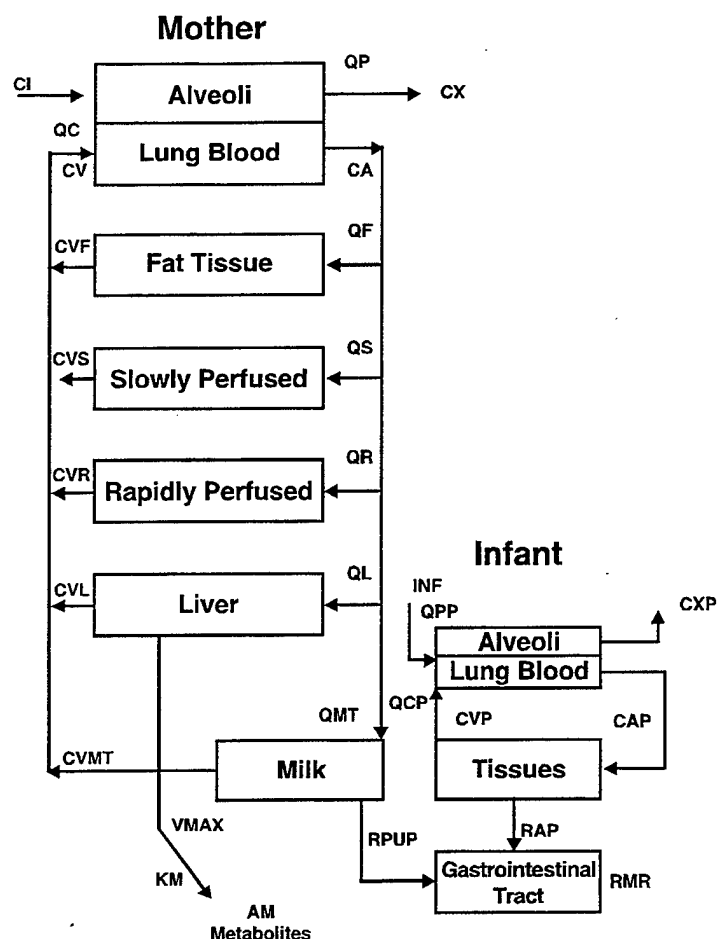 Mother
CI
Alveoli
QP
CX
QC
CV
Lung Blood
CA
CVF
Fat Tissue
QF
CVS
Slowly Perfused
QS
CVR
Rapidly Perfused
QR
Infant
CVL
Liver
QL
INF
QPP
Alveoli
CXP
Lung Blood
QCP
CVP
CAP
QMT
CVMT
Milk
Tissues
VMAX
RPUP
RAP
KM
Gastrointestinal
Tract
RMR
AM
Metabolites